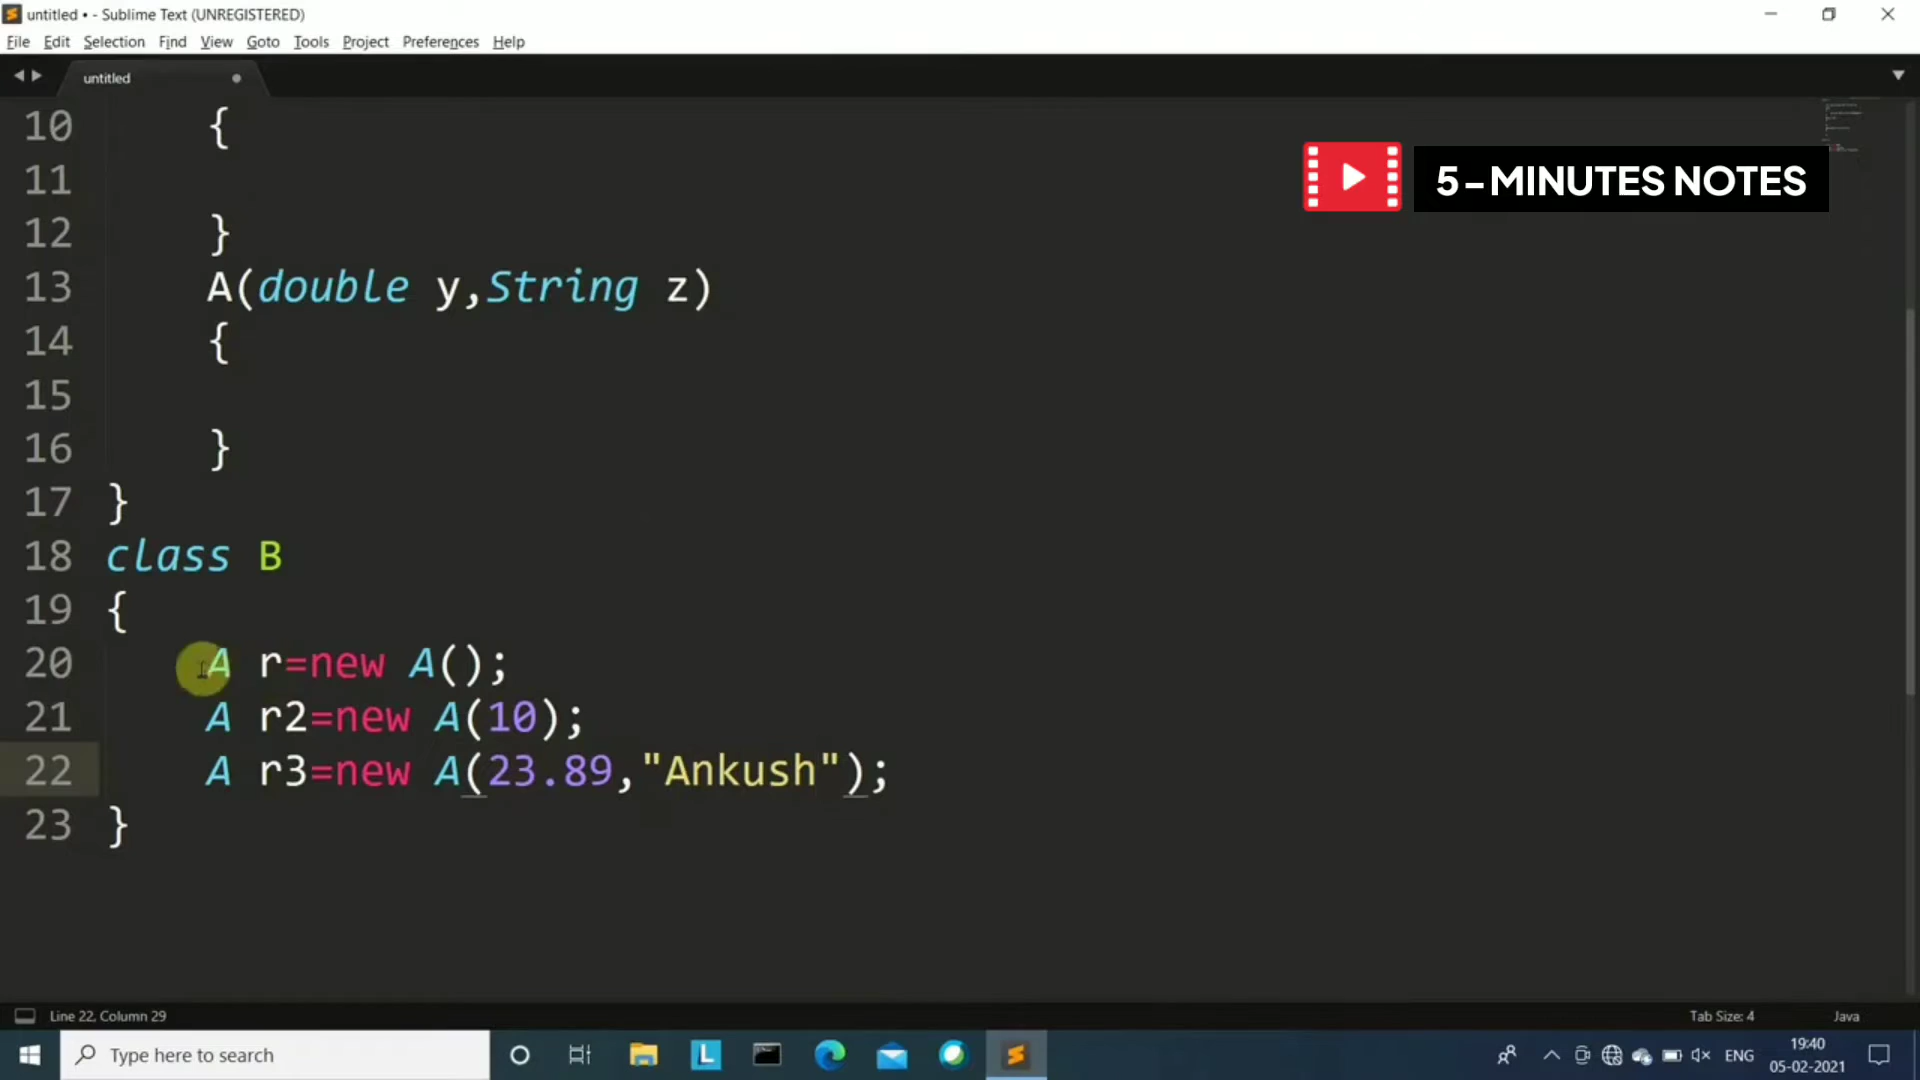 untitled • - Sublime Text (UNREGISTERED)
File Edit Selection Find View Goto Tools Project Preferences Help
untitled
10 {
11
12 }
13 A(double y,String z)
14 {
15
16 }
17 }
18 class B
19 {
20 A r=new A();
21 A r2=new A(10);
22 A r3=new A(23.89,"Ankush");
23 }
5-MINUTES NOTES
Line 22, Column 29
Tab Size: 4
Java
Type here to search
L
ENG
19:40
05-02-2021